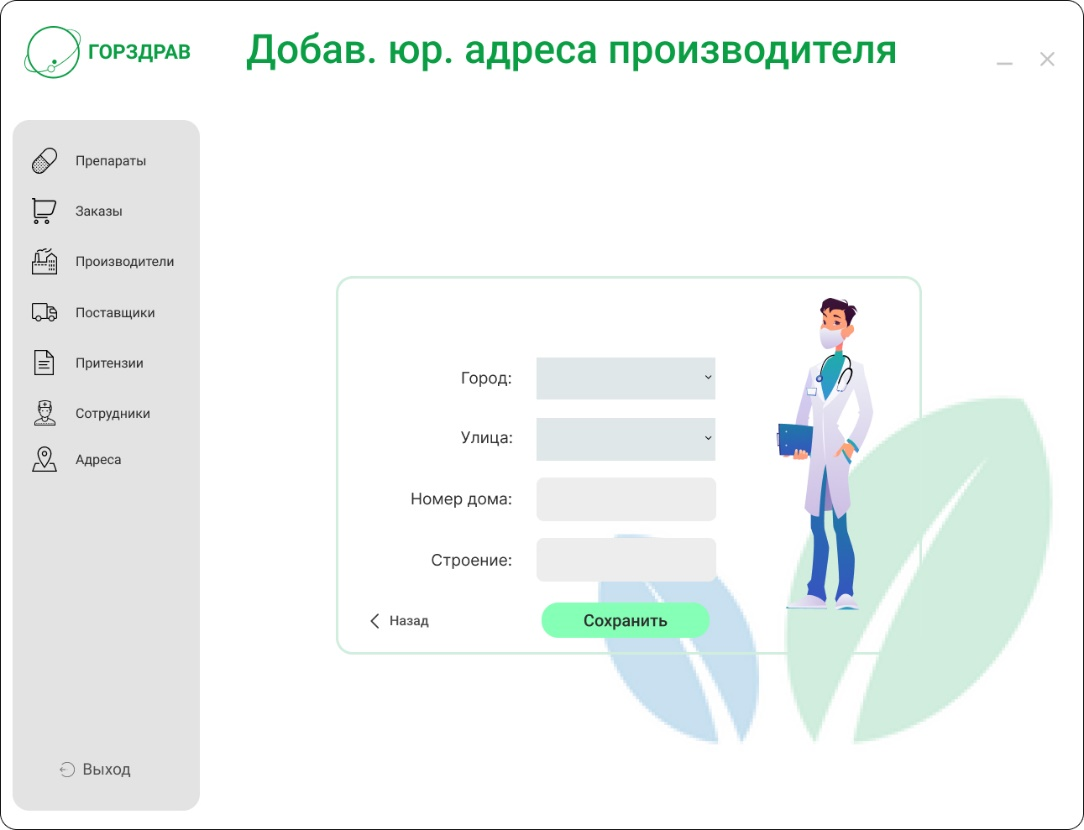 ГОРЗДРАВ
Добав. юр. адреса производителя
Препараты
Заказы
Производители
Поставщики
Притензии
Сотрудники
Адреса
Выход
Город:
Улица:
Номер дома:
Строение:
Назад
Сохранить